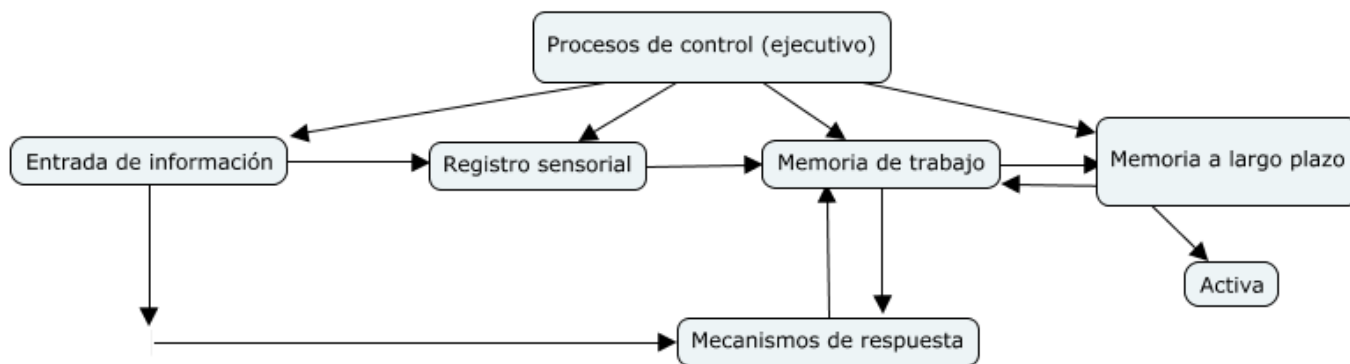 Procesos de control (ejecutivo)
Entrada de información
Registro sensorial
Memoria de trabajo
Memoria a largo plazo
Activa
Mecanismos de respuesta